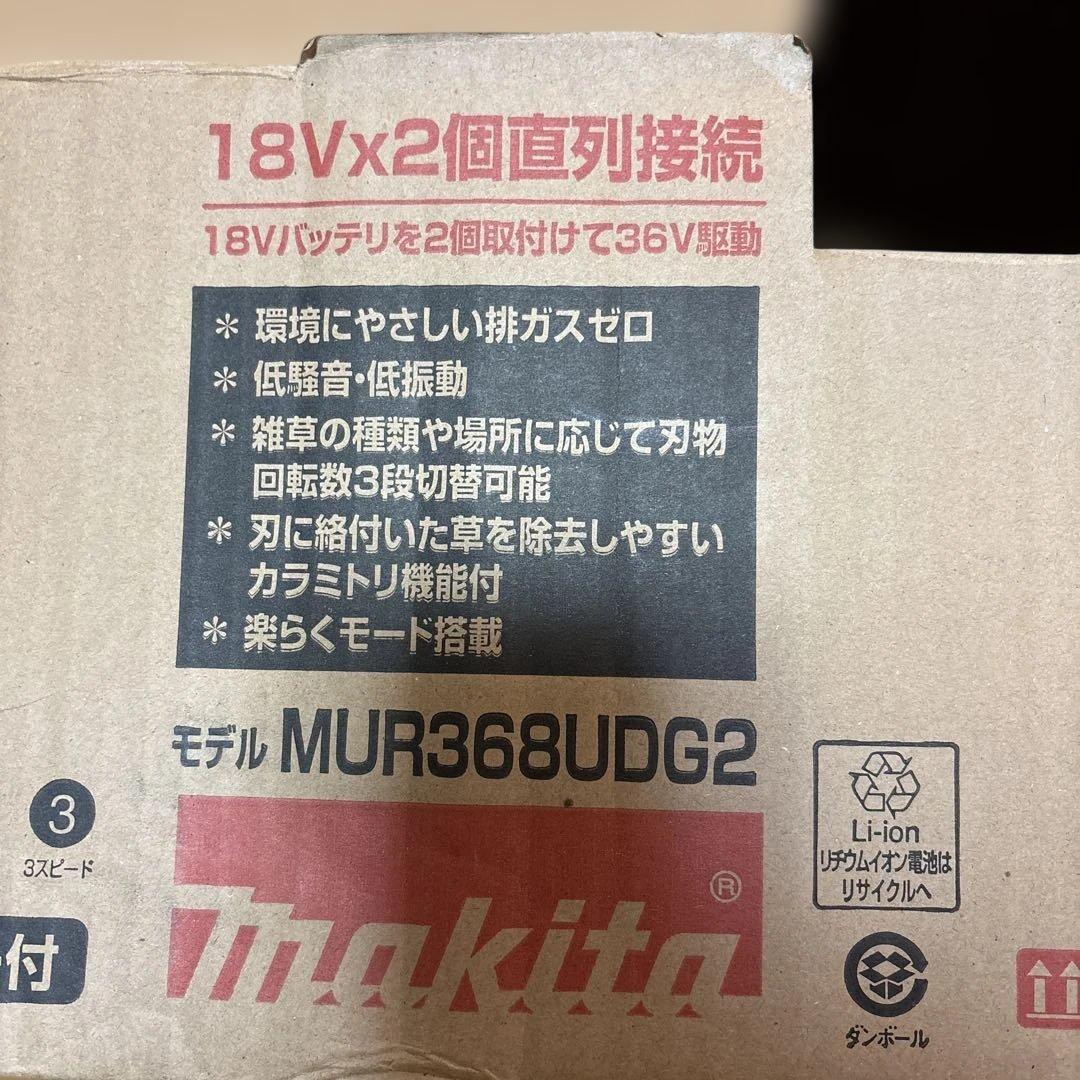 18Vx2個直列接続
18Vバッテリを2個取付けて36V駆動
* 環境にやさしい排ガスゼロ
* 低騒音・低振動
* 雑草の種類や場所に応じて刃物
回転数3段切替可能
* 刃に絡付いた草を除去しやすい
カラミトリ機能付
* 楽らくモード搭載
モデル MUR368UDG2
3
3スピード
付
makita®
Li-ion
リチウムイオン電池は
リサイクルへ
ダンボール